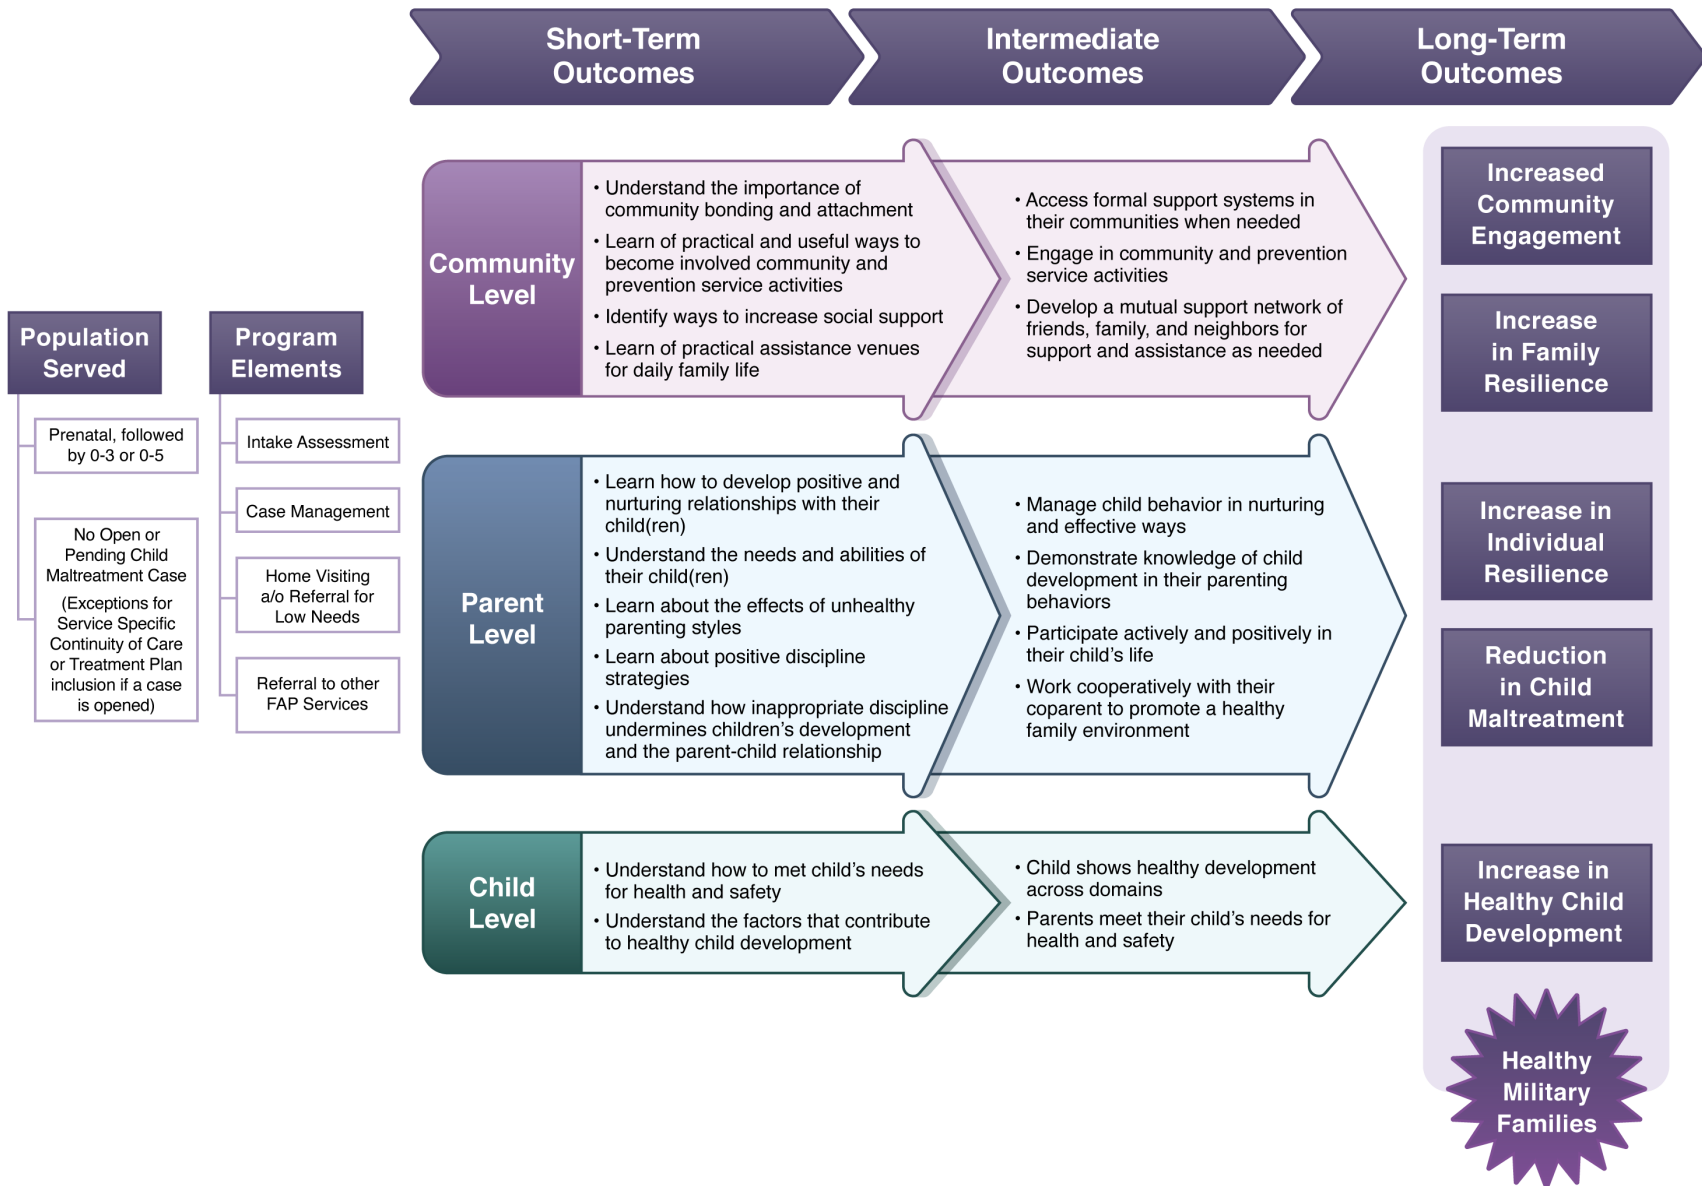 Short-Term
Outcomes
Intermediate
Outcomes
Long-Term
Outcomes
Population
Served
Prenatal, followed
by 0-3 or 0-5
No Open or
Pending Child
Maltreatment Case
(Exceptions for
Service Specific
Continuity of Care
or Treatment Plan
inclusion if a case
is opened)
Program
Elements
Intake Assessment
Case Management
Home Visiting
a/o Referral for
Low Needs
Referral to other
FAP Services
Community
Level
• Understand the importance of
community bonding and attachment
• Learn of practical and useful ways to
become involved community and
prevention service activities
• Identify ways to increase social support
• Learn of practical assistance venues
for daily family life
• Access formal support systems in
their communities when needed
• Engage in community and prevention
service activities
• Develop a mutual support network of
friends, family, and neighbors for
support and assistance as needed
Parent
Level
• Learn how to develop positive and
nurturing relationships with their
child(ren)
• Understand the needs and abilities of
their child(ren)
• Learn about the effects of unhealthy
parenting styles
• Learn about positive discipline
strategies
• Understand how inappropriate discipline
undermines children’s development
and the parent-child relationship
• Manage child behavior in nurturing
and effective ways
• Demonstrate knowledge of child
development in their parenting
behaviors
• Participate actively and positively in
their child’s life
• Work cooperatively with their
coparent to promote a healthy
family environment
Child
Level
• Understand how to met child’s needs
for health and safety
• Understand the factors that contribute
to healthy child development
• Child shows healthy development
across domains
• Parents meet their child’s needs for
health and safety
Increased
Community
Engagement
Increase
in Family
Resilience
Increase in
Individual
Resilience
Reduction
in Child
Maltreatment
Increase in
Healthy Child
Development
Healthy
Military
Families